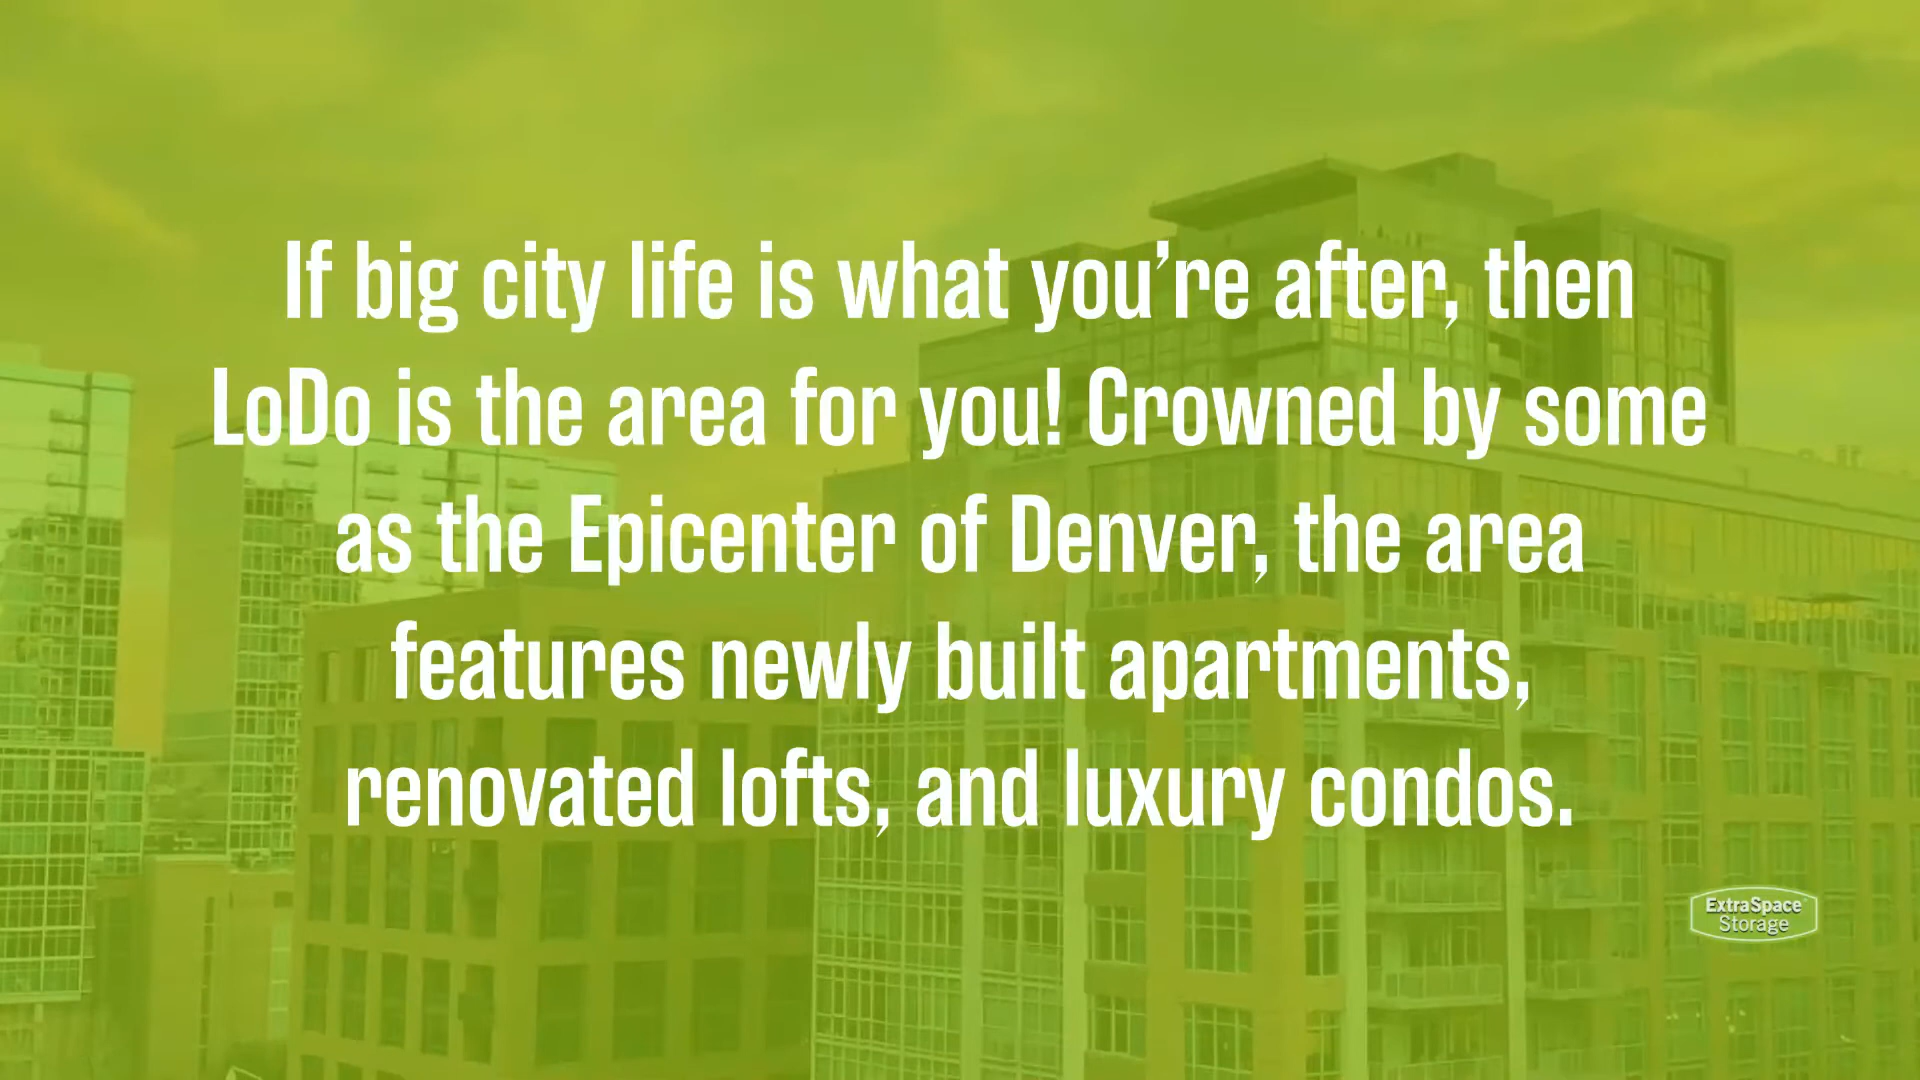 If big city life is what you’re after, then
LoDo is the area for you! Crowned by some
as the Epicenter of Denver, the area
features newly built apartments,
renovated lofts, and luxury condos.
ExtraSpace
Storage